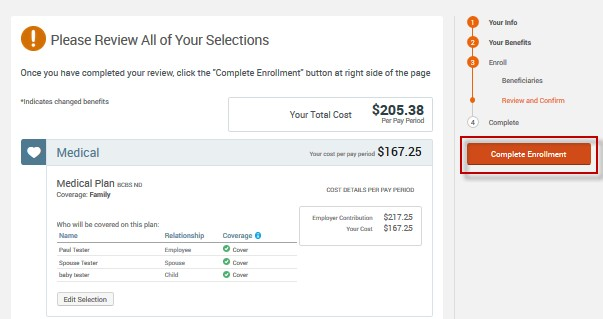 ! Please Review All of Your Selections
Once you have completed your review, click the "Complete Enrollment" button at right side of the page
*Indicates changed benefits
Your Total Cost $205.38
Per Pay Period
Medical Your cost per pay period $167.25
Medical Plan BCBS ND
Coverage: Family
COST DETAILS PER PAY PERIOD
Employer Contribution $217.25
Your Cost $167.25
Who will be covered on this plan:
Name Relationship Coverage i
Paul Tester Employee Cover
Spouse Tester Spouse Cover
baby tester Child Cover
Edit Selection
1 Your Info
2 Your Benefits
3 Enroll
Beneficiaries
Review and Confirm
4 Complete
Complete Enrollment